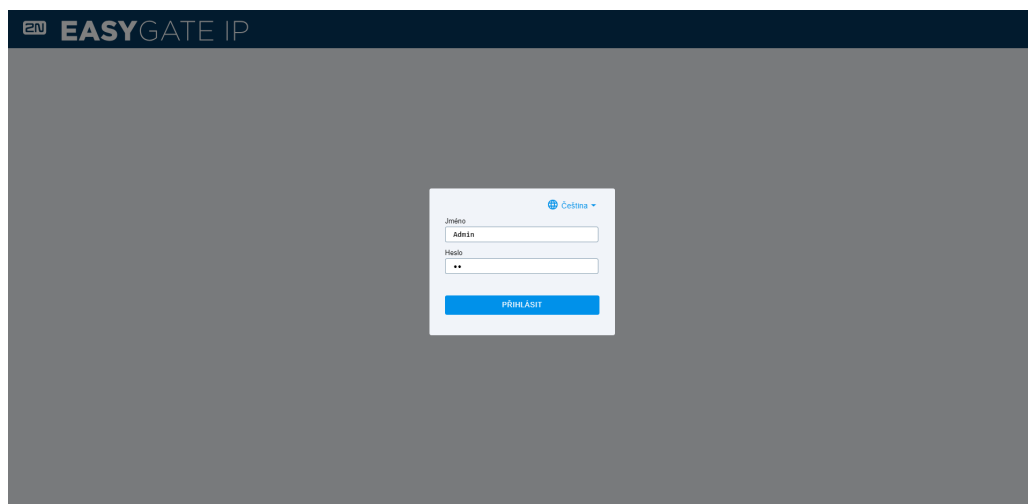 2N EASYGATE IP
Čeština
Jméno
Admin
Heslo
••
PŘIHLÁSIT